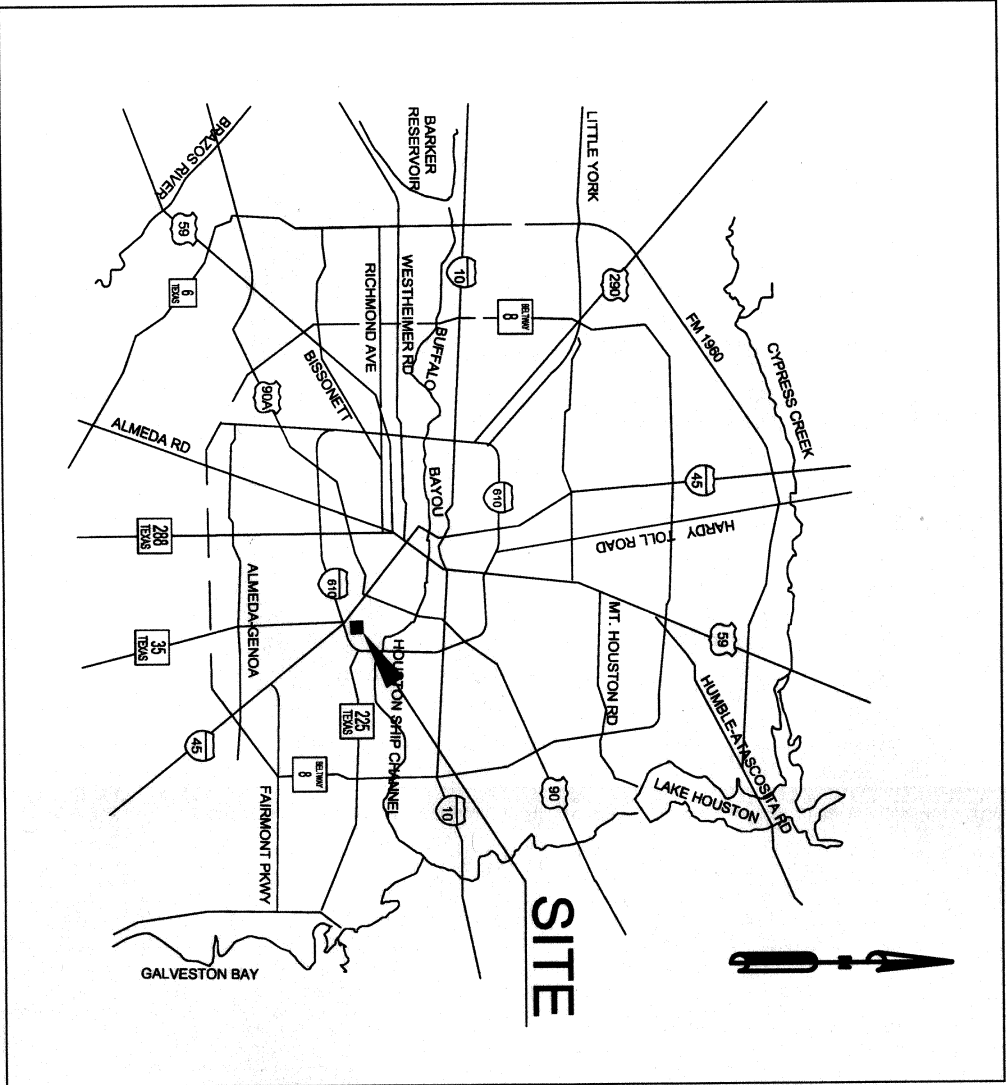 CYPRESS CREEK
FM 1960
HUMBLE-ATASCOSITA RD
LAKE HOUSTON
45
HARDY TOLL ROAD
59
290
LITTLE YORK
MT. HOUSTON RD
90
BELTWAY
8
610
10
10
BARKER
RESERVOIR
BUFFALO
BAYOU
WESTHEIMER RD
RICHMOND AVE
BISSONETT
HOUSTON SHIP CHANNEL
225
TEXAS
610
BELTWAY
8
90A
59
BRAZOS RIVER
6
TEXAS
ALMEDA RD
288
TEXAS
ALMEDA-GENOA
35
TEXAS
45
FAIRMONT PKWY
GALVESTON BAY
SITE
N